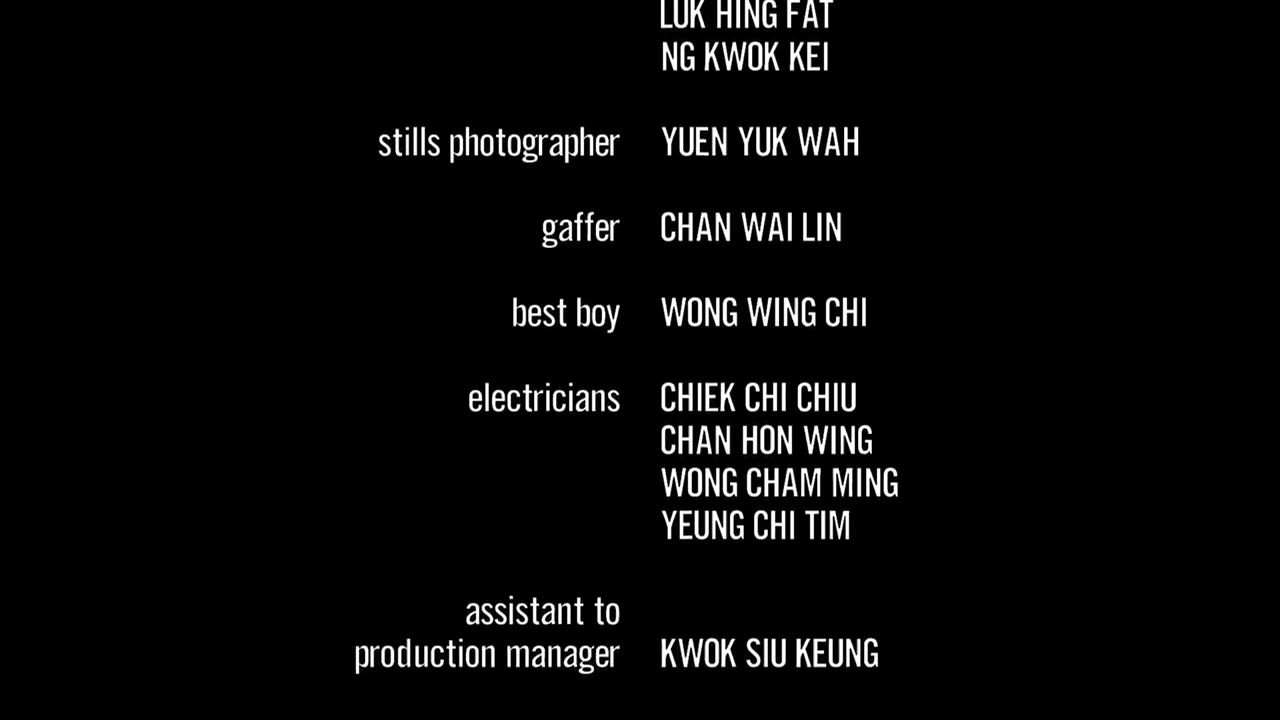 LUK HING FAT
NG KWOK KEI
stills photographer YUEN YUK WAH
gaffer CHAN WAI LIN
best boy WONG WING CHI
electricians CHIEK CHI CHIU
CHAN HON WING
WONG CHAM MING
YEUNG CHI TIM
assistant to
production manager KWOK SIU KEUNG